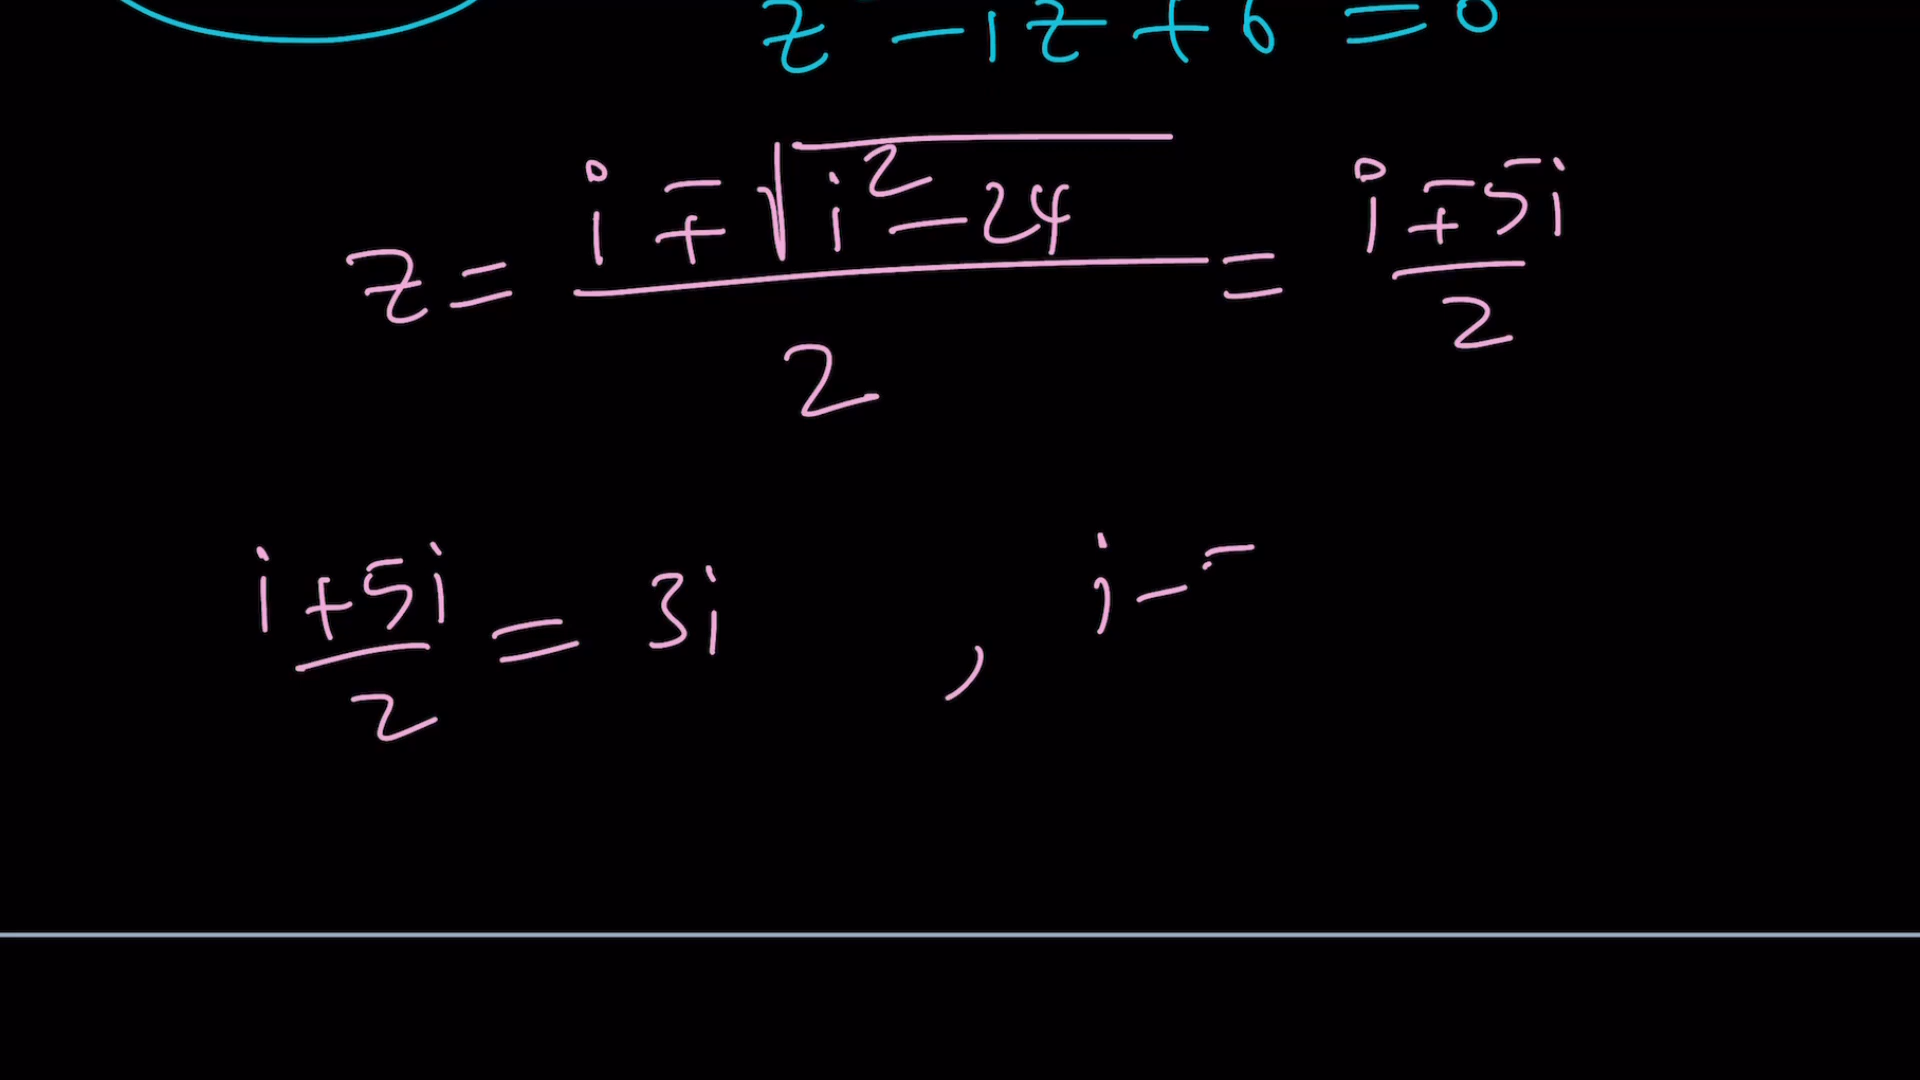 z - iz + 6 = 0
z = (i ∓ √(i² - 24)) / 2 = (i ∓ 5i) / 2
(i + 5i) / 2 = 3i , i -